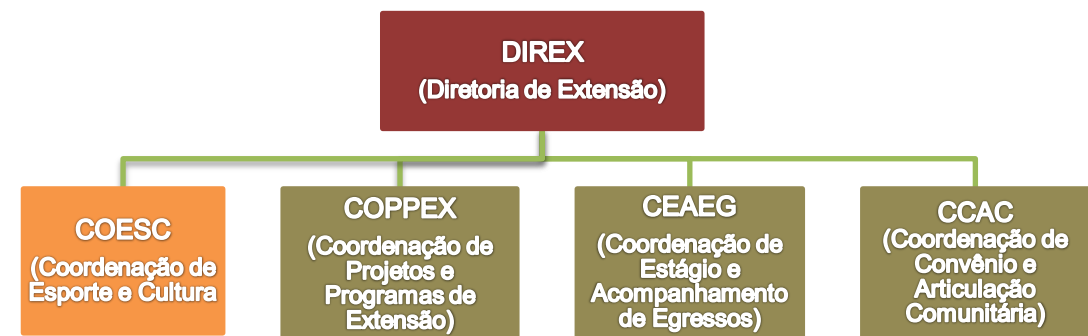 DIREX
(Diretoria de Extensão)
COESC
(Coordenação de
Esporte e Cultura
COPPEX
(Coordenação de
Projetos e
Programas de
Extensão)
CEAEG
(Coordenação de
Estágio e
Acompanhamento
de Egressos)
CCAC
(Coordenação de
Convênio e
Articulação
Comunitária)